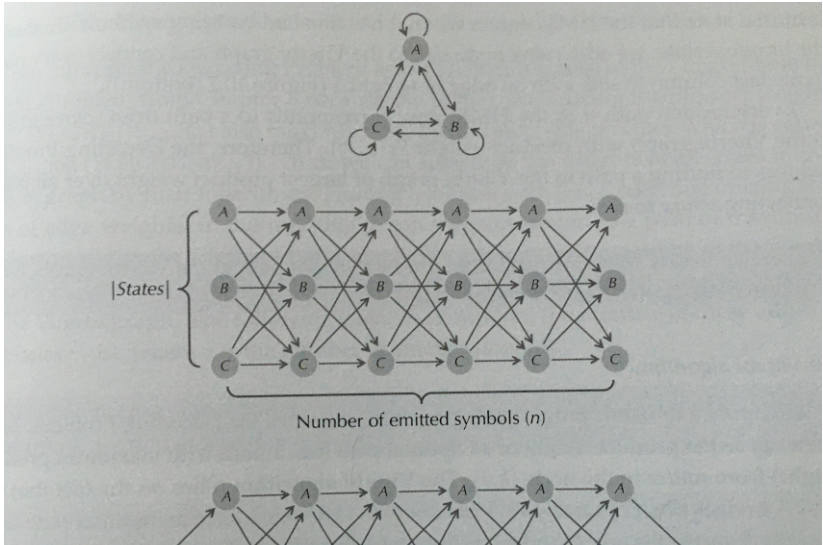 A
C B
A A A A A A
|States| B B B B B B
C C C C C C
Number of emitted symbols (n)
A A A A A A